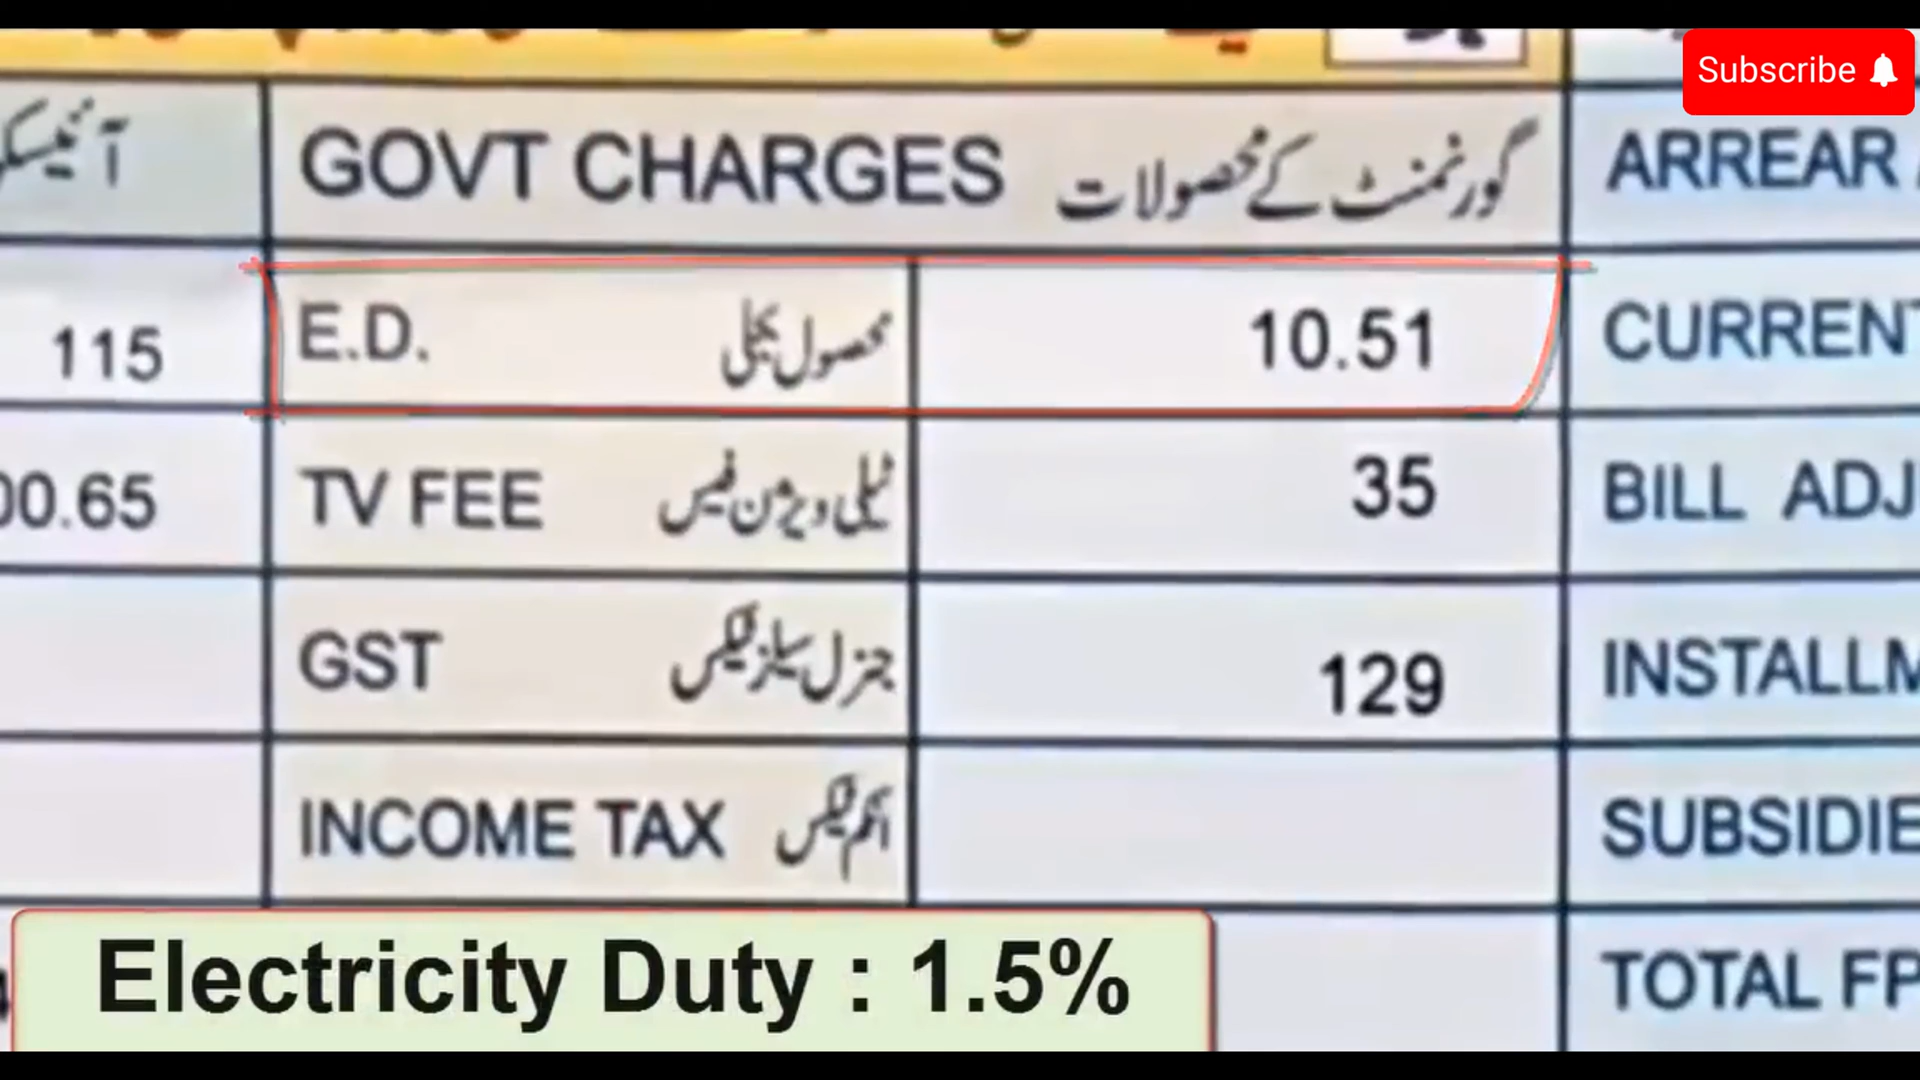 Subscribe
GOVT CHARGES گورنمنٹ کے محصولات
ARREAR
115
E.D. محصول بجلی 10.51
CURRENT
00.65
TV FEE ٹیلی ویژن فیس 35
BILL ADJ
GST جنرل سیلز ٹیکس 129
INSTALLM
INCOME TAX انکم ٹیکس
SUBSIDIE
Electricity Duty : 1.5%
TOTAL FP